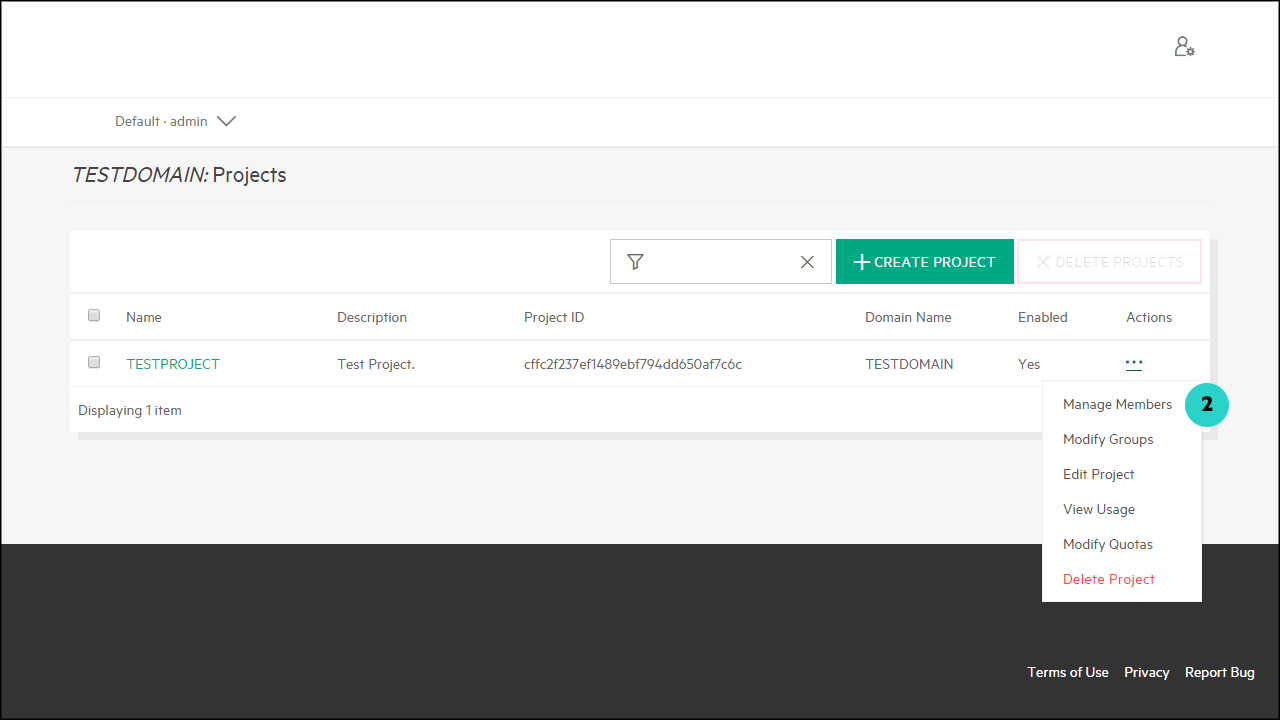 Default · admin
TESTDOMAIN: Projects
CREATE PROJECT
DELETE PROJECTS
Name Description Project ID Domain Name Enabled Actions
TESTPROJECT Test Project. cffc2f237ef1489ebf794dd650af7c6c TESTDOMAIN Yes ...
Displaying 1 item
Manage Members 2
Modify Groups
Edit Project
View Usage
Modify Quotas
Delete Project
Terms of Use Privacy Report Bug